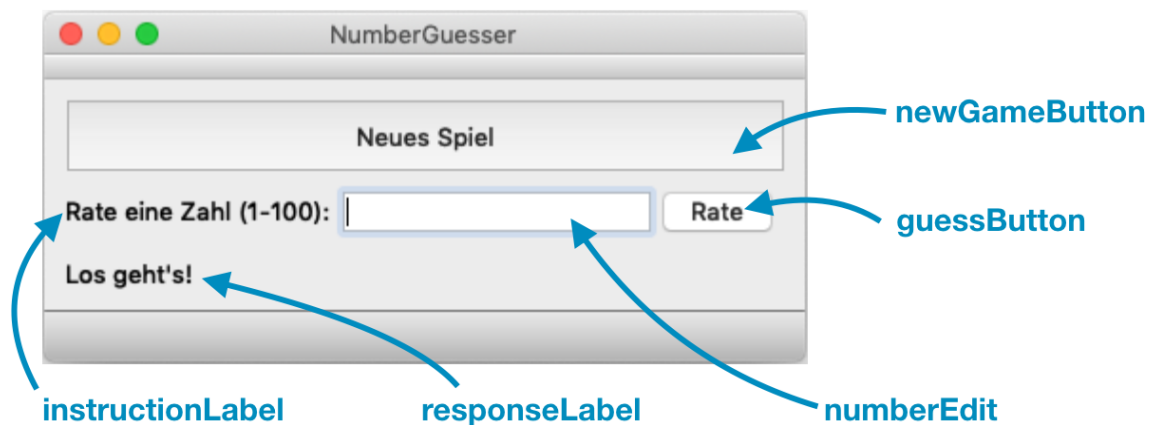 NumberGuesser
newGameButton
Neues Spiel
Rate eine Zahl (1-100):
Rate
guessButton
Los geht's!
instructionLabel
responseLabel
numberEdit